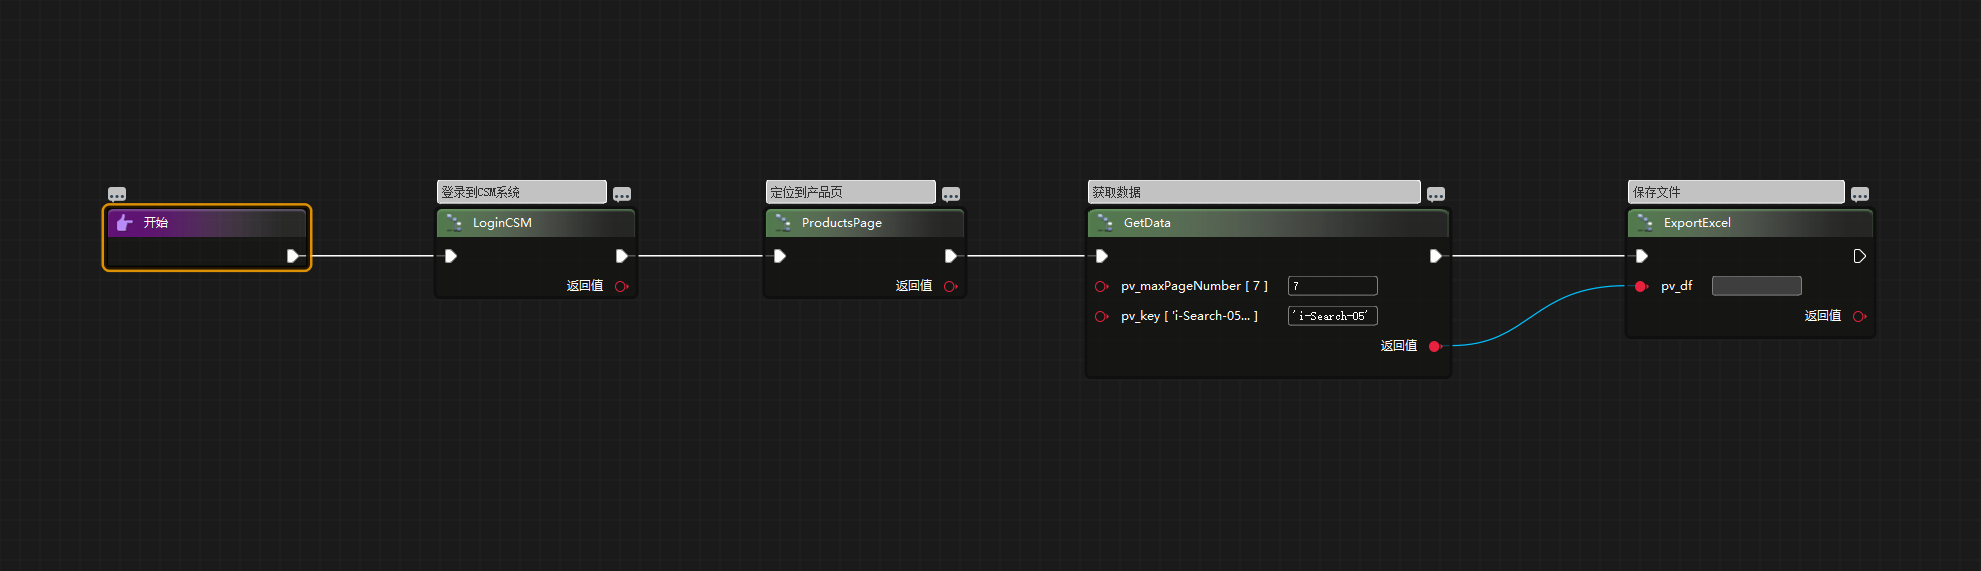 开始
登录到CSM系统
LoginCSM
返回值
定位到产品页
ProductsPage
返回值
获取数据
GetData
pv_maxPageNumber [ 7 ] 7
pv_key [ 'i-Search-05... ] 'i-Search-05'
返回值
保存文件
ExportExcel
pv_df
返回值